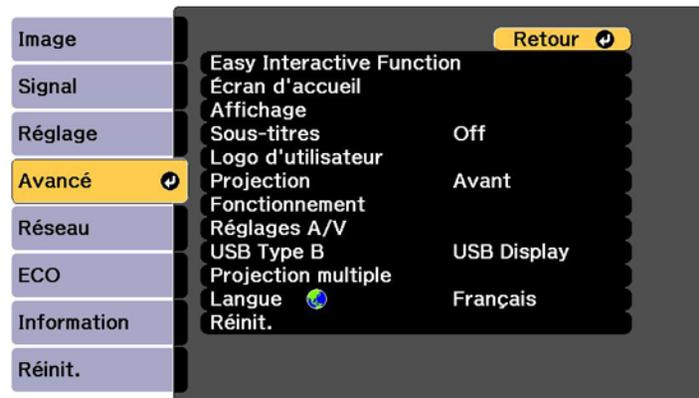 Image
Signal
Réglage
Avancé
Réseau
ECO
Information
Réinit.
Retour
Easy Interactive Function
Écran d'accueil
Affichage
Sous-titres Off
Logo d'utilisateur
Projection Avant
Fonctionnement
Réglages A/V
USB Type B USB Display
Projection multiple
Langue Français
Réinit.